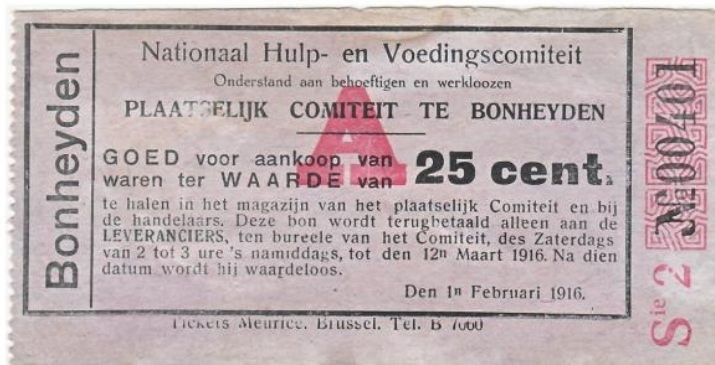 Bonheyden
Nationaal Hulp- en Voedingscomiteit
Onderstand aan behoeftigen en werkloozen
PLAATSELIJK COMITEIT TE BONHEYDEN
A
GOED voor aankoop van
waren ter WAARDE van 25 cent.
te halen in het magazijn van het plaatselijk Comiteit en bij
de handelaars. Deze bon wordt terugbetaald alleen aan de
LEVERANCIERS, ten bureele van het Comiteit, des Zaterdags
van 2 tot 3 ure 's namiddags, tot den 12n Maart 1916. Na dien
datum wordt hij waardeloos.
Den 1n Februari 1916.
Tickets Meurice. Brussel. Tel. B 7060
Sie 2
№ 00401